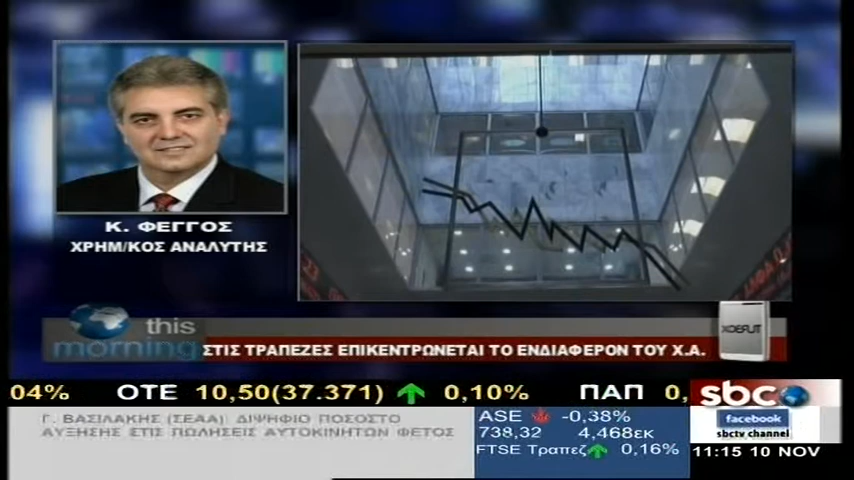 Κ. ΦΕΓΓΟΣ
ΧΡΗΜ/ΚΟΣ ΑΝΑΛΥΤΗΣ
this
morning
ΣΤΙΣ ΤΡΑΠΕΖΕΣ ΕΠΙΚΕΝΤΡΩΝΕΤΑΙ ΤΟ ΕΝΔΙΑΦΕΡΟΝ ΤΟΥ Χ.Α.
04% ΟΤΕ 10,50(37.371) 0,10% ΠΑΠ 0,
sbc
facebook
sbctv channel
Γ. ΒΑΣΙΛΑΚΗΣ (ΣΕΑΑ): ΔΙΨΗΦΙΟ ΠΟΣΟΣΤΟ
ΑΥΞΗΣΗΣ ΣΤΙΣ ΠΩΛΗΣΕΙΣ ΑΥΤΟΚΙΝΗΤΩΝ ΦΕΤΟΣ
ASE -0,38%
738,32 4,468εκ
FTSE Τραπεζ 0,16%
11:15 10 NOV